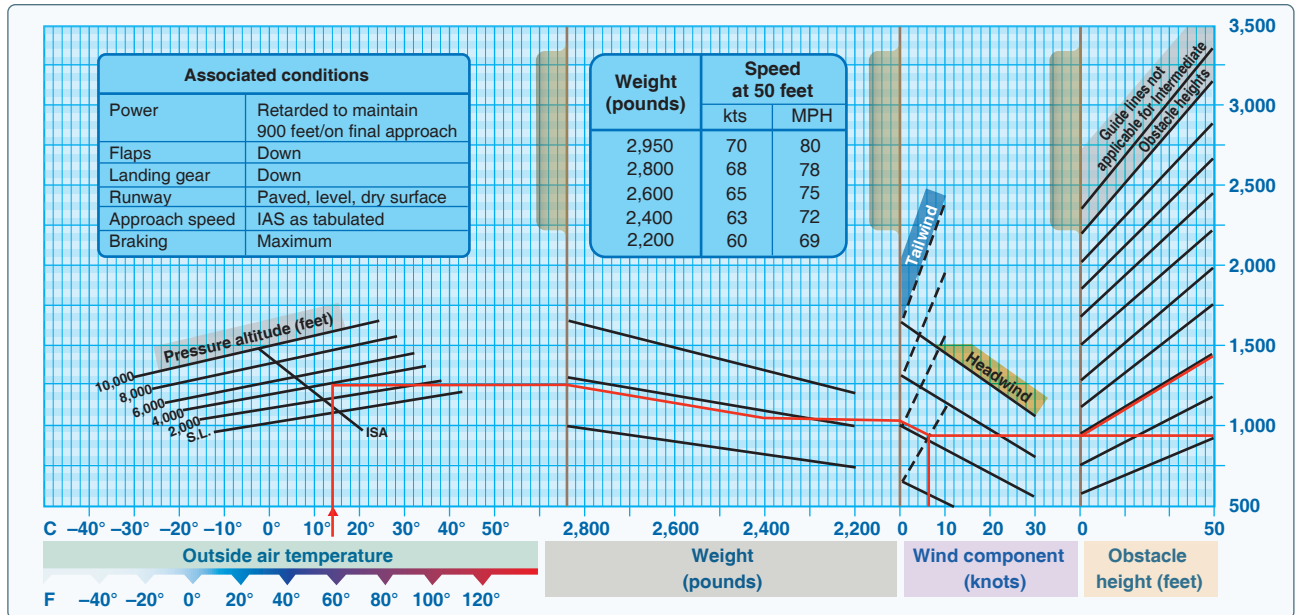 Associated conditions
Power Retarded to maintain
900 feet/on final approach
Flaps Down
Landing gear Down
Runway Paved, level, dry surface
Approach speed IAS as tabulated
Braking Maximum
Weight
(pounds)
Speed
at 50 feet
kts MPH
2,950 70 80
2,800 68 78
2,600 65 75
2,400 63 72
2,200 60 69
Guide lines not
applicable for Intermediate
Obstacle heights
3,500
3,000
2,500
2,000
1,500
1,000
500
Tailwind
Headwind
Pressure altitude (feet)
10,000
8,000
6,000
4,000
2,000
S.L.
ISA
C –40° –30° –20° –10° 0° 10° 20° 30° 40° 50° 2,800 2,600 2,400 2,200 0 10 20 30 0 50
Outside air temperature
F –40° –20° 0° 20° 40° 60° 80° 100° 120°
Weight
(pounds)
Wind component
(knots)
Obstacle
height (feet)